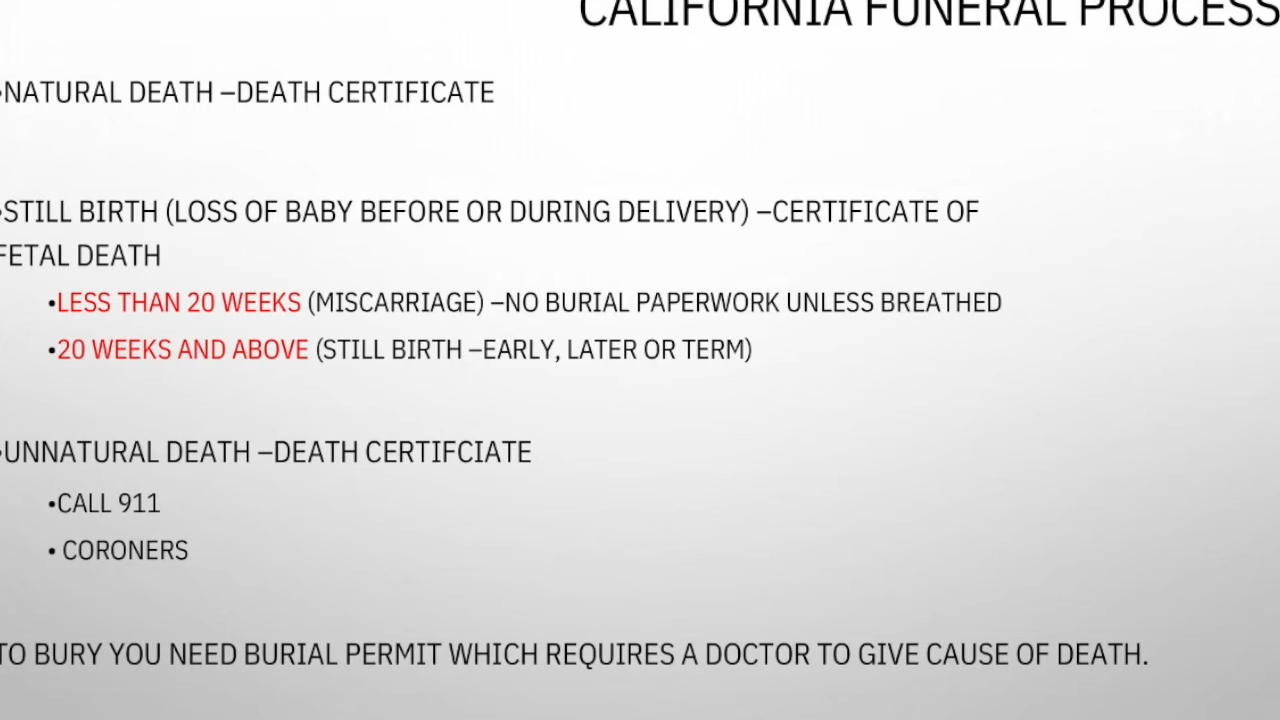 CALIFORNIA FUNERAL PROCESS
•NATURAL DEATH –DEATH CERTIFICATE
•STILL BIRTH (LOSS OF BABY BEFORE OR DURING DELIVERY) –CERTIFICATE OF
FETAL DEATH
•LESS THAN 20 WEEKS (MISCARRIAGE) –NO BURIAL PAPERWORK UNLESS BREATHED
•20 WEEKS AND ABOVE (STILL BIRTH –EARLY, LATER OR TERM)
•UNNATURAL DEATH –DEATH CERTIFCIATE
•CALL 911
• CORONERS
TO BURY YOU NEED BURIAL PERMIT WHICH REQUIRES A DOCTOR TO GIVE CAUSE OF DEATH.